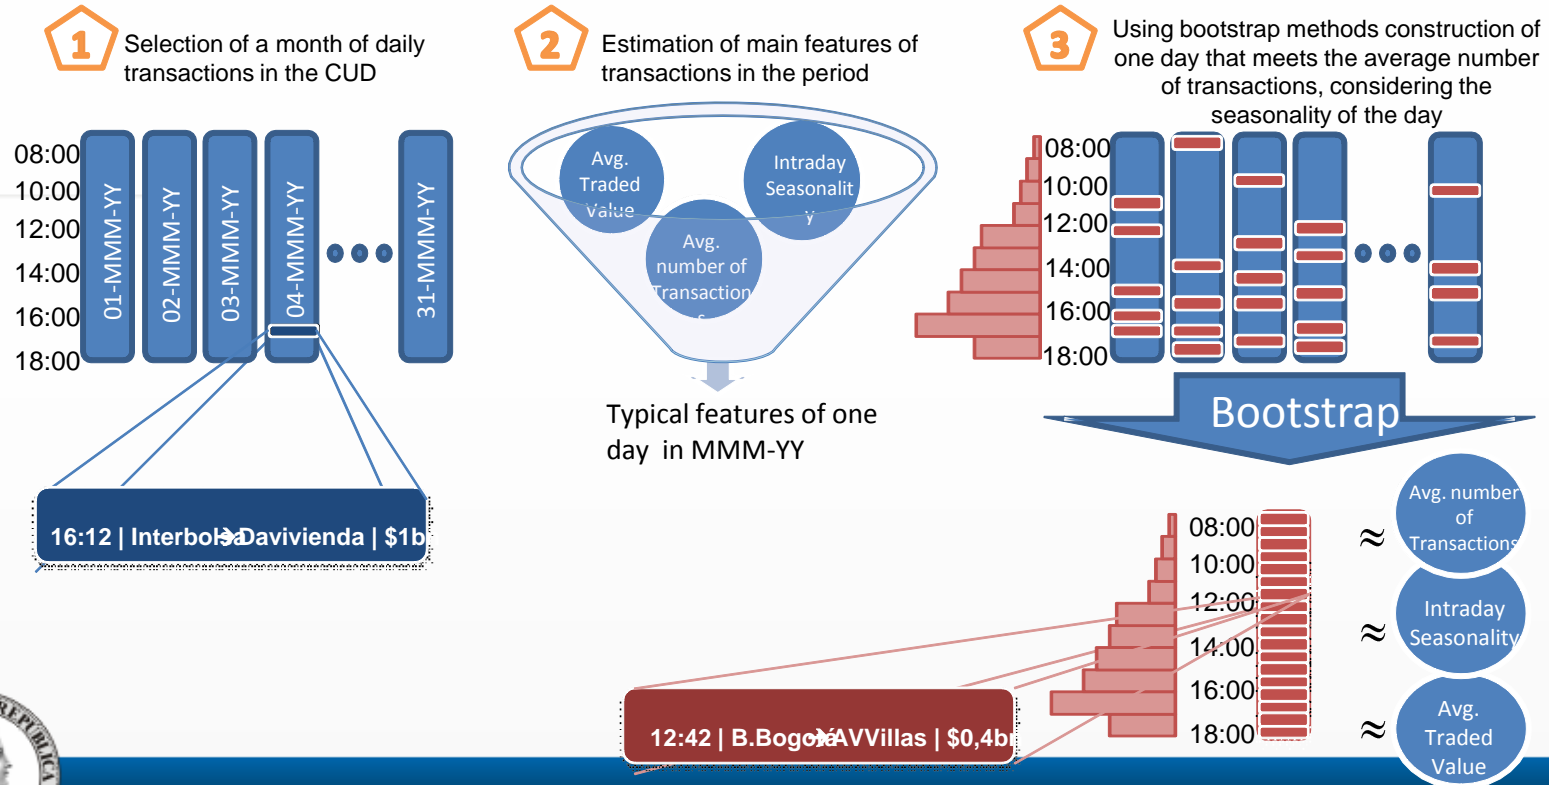 1
Selection of a month of daily
transactions in the CUD
08:00
10:00
12:00
14:00
16:00
18:00
01-MMM-YY
02-MMM-YY
03-MMM-YY
04-MMM-YY
31-MMM-YY
16:12 | Interbolsa→Davivienda | $1b
2
Estimation of main features of
transactions in the period
Avg.
Traded
Value
Intraday
Seasonalit
y
Avg.
number of
Transaction
s
Typical features of one
day in MMM-YY
3
Using bootstrap methods construction of
one day that meets the average number
of transactions, considering the
seasonality of the day
08:00
10:00
12:00
14:00
16:00
18:00
Bootstrap
08:00
10:00
12:00
14:00
16:00
18:00
12:42 | B.Bogotá→AVVillas | $0,4br
≈
Avg. number
of
Transactions
≈
Intraday
Seasonality
≈
Avg.
Traded
Value
REPÚBLICA